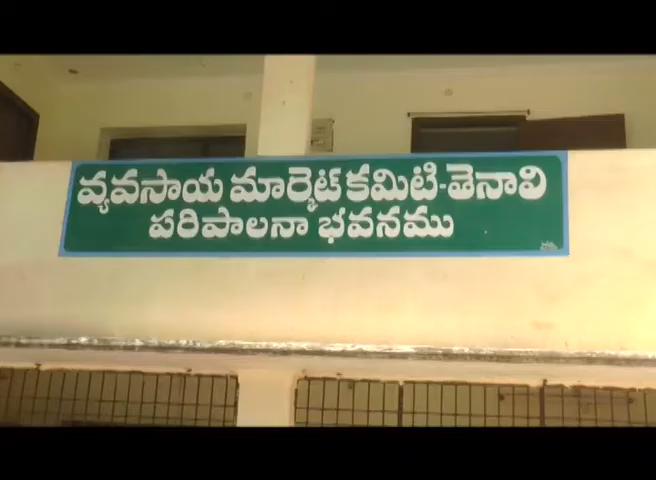 వ్యవసాయ మార్కెట్ కమిటి-తెనాలి
పరిపాలనా భవనము